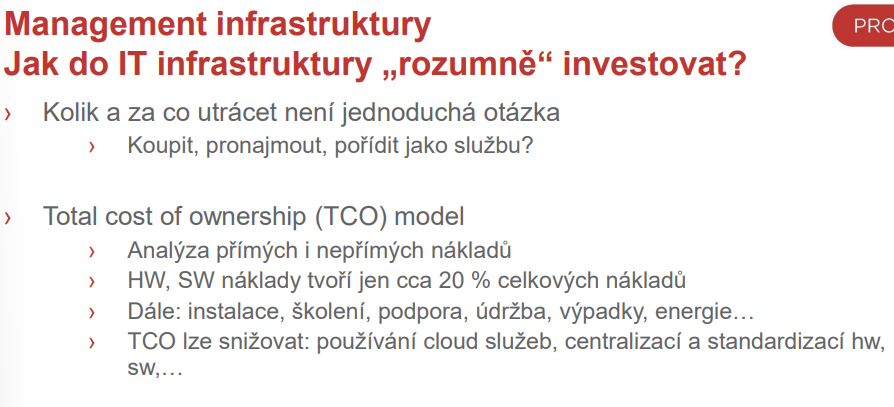 Management infrastruktury
PRO
Jak do IT infrastruktury „rozumně“ investovat?
› Kolik a za co utrácet není jednoduchá otázka
› Koupit, pronajmout, pořídit jako službu?
› Total cost of ownership (TCO) model
› Analýza přímých i nepřímých nákladů
› HW, SW náklady tvoří jen cca 20 % celkových nákladů
› Dále: instalace, školení, podpora, údržba, výpadky, energie…
› TCO lze snižovat: používání cloud služeb, centralizací a standardizací hw,
sw,…